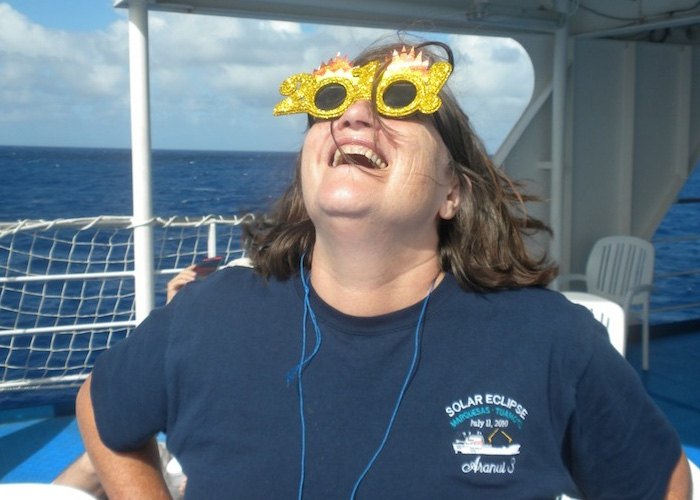 SOLAR ECLIPSE
MARQUESAS · TUAMOTU
July 11, 2010
Aranui 3